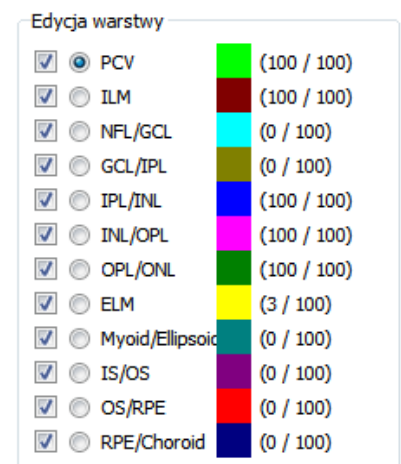 Edycja warstwy
PCV (100 / 100)
ILM (100 / 100)
NFL/GCL (0 / 100)
GCL/IPL (0 / 100)
IPL/INL (100 / 100)
INL/OPL (100 / 100)
OPL/ONL (100 / 100)
ELM (3 / 100)
Myoid/Ellipsoid (0 / 100)
IS/OS (0 / 100)
OS/RPE (0 / 100)
RPE/Choroid (0 / 100)